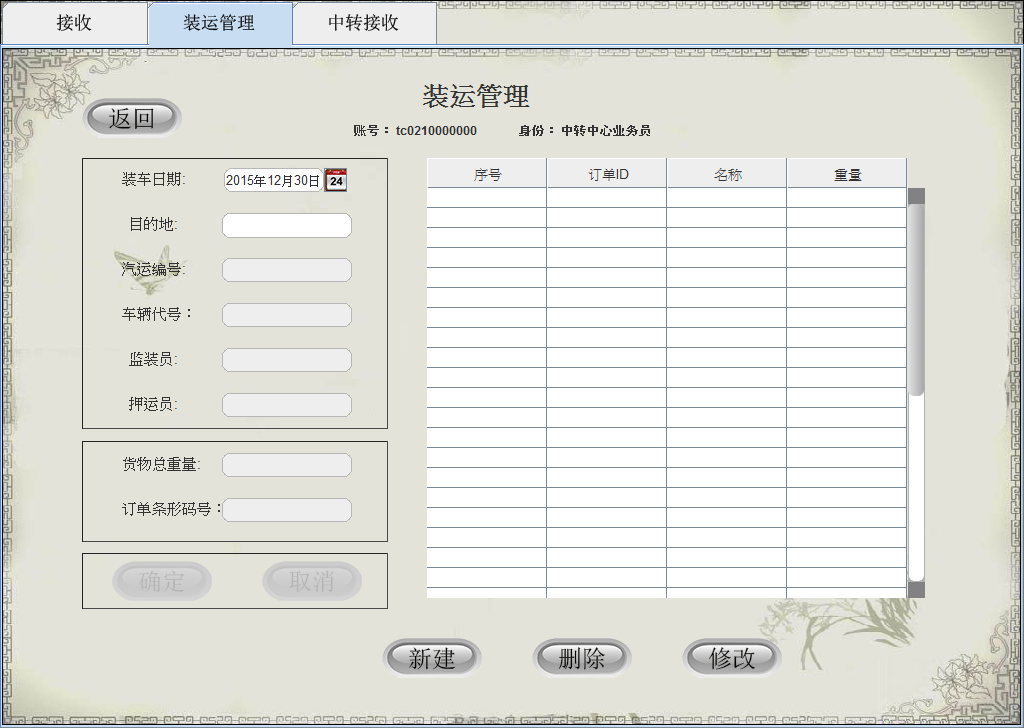 接收 装运管理 中转接收
装运管理
返回
账号： tc0210000000 身份： 中转中心业务员
装车日期: 2015年12月30日 24
目的地:
汽运编号:
车辆代号：
监装员:
押运员:
货物总重量:
订单条形码号：
确定 取消
序号 订单ID 名称 重量
新建 删除 修改